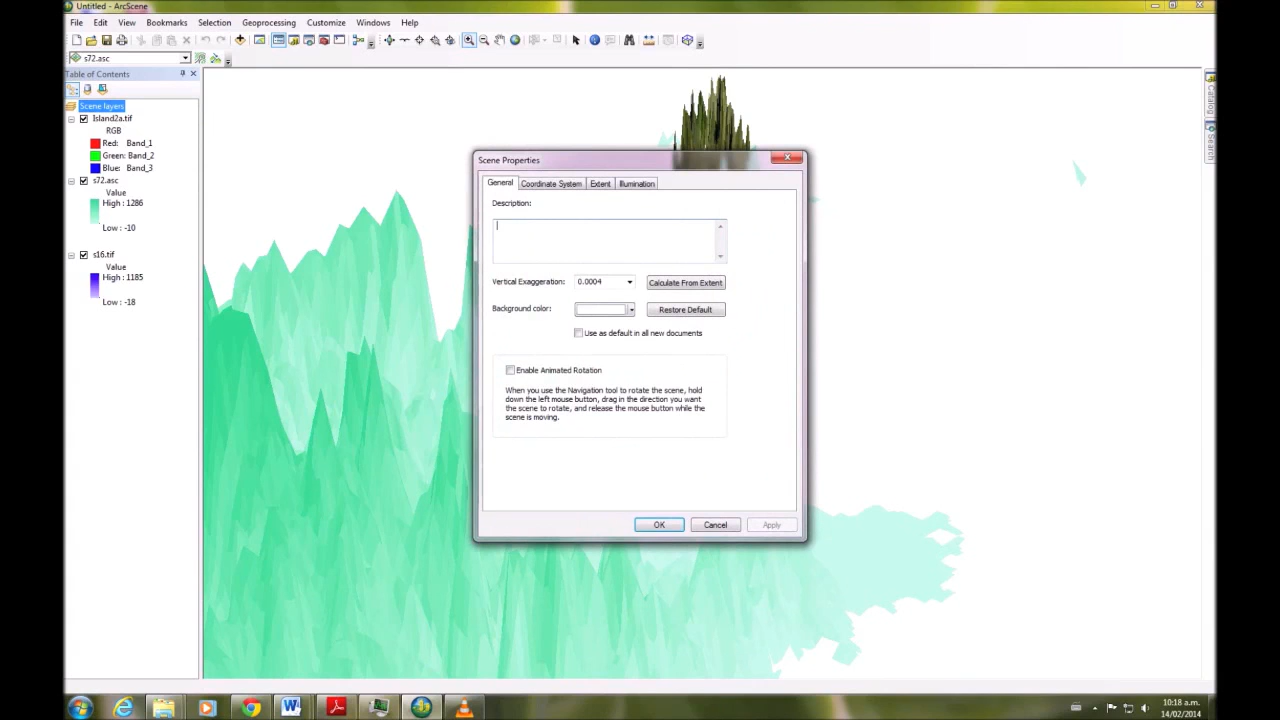 Untitled - ArcScene
File Edit View Bookmarks Selection Geoprocessing Customize Windows Help
s72.asc
Table of Contents
Scene layers
Island2a.tif
RGB
Red: Band_1
Green: Band_2
Blue: Band_3
s72.asc
Value
High : 1286
Low : -10
s16.tif
Value
High : 1185
Low : -18
Scene Properties
General Coordinate System Extent Illumination
Description:
Vertical Exaggeration: 0.0004 Calculate From Extent
Background color: Restore Default
Use as default in all new documents
Enable Animated Rotation
When you use the Navigation tool to rotate the scene, hold
down the left mouse button, drag in the direction you want
the scene to rotate, and release the mouse button while the
scene is moving.
OK Cancel Apply
Catalog
Search
10:18 a.m.
14/02/2014